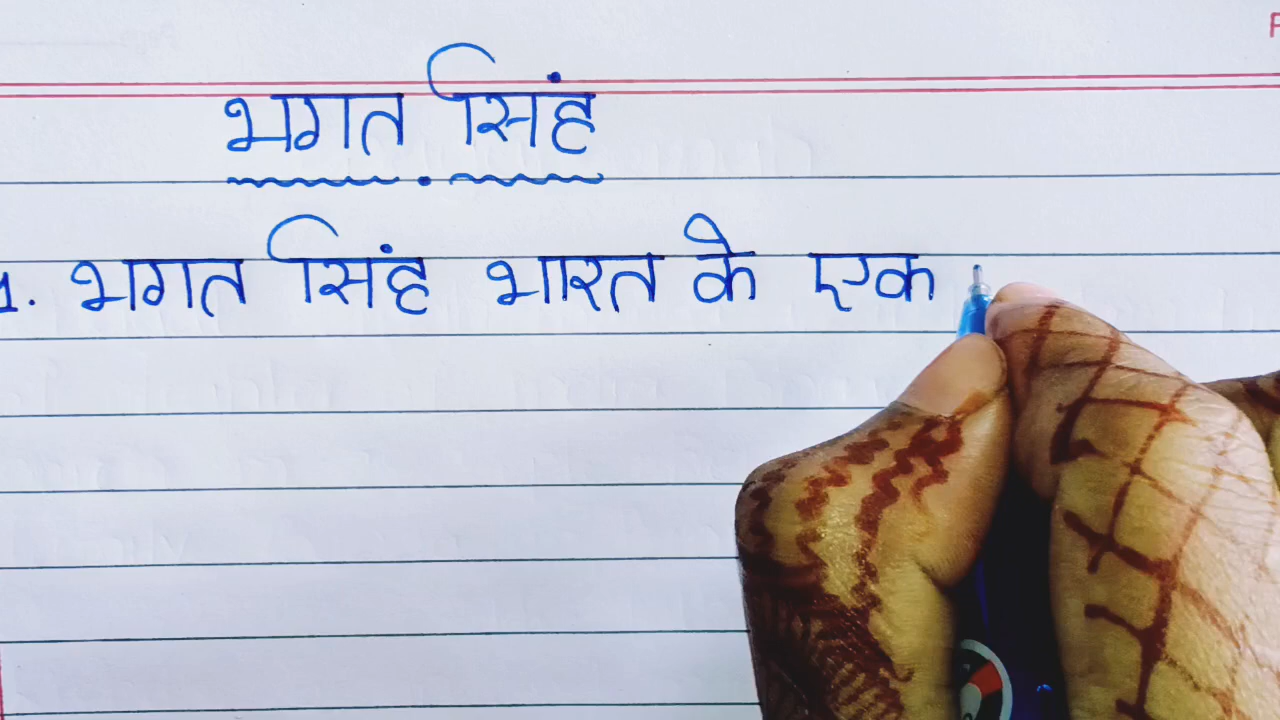 भगत सिंह
1. भगत सिंह भारत के एक